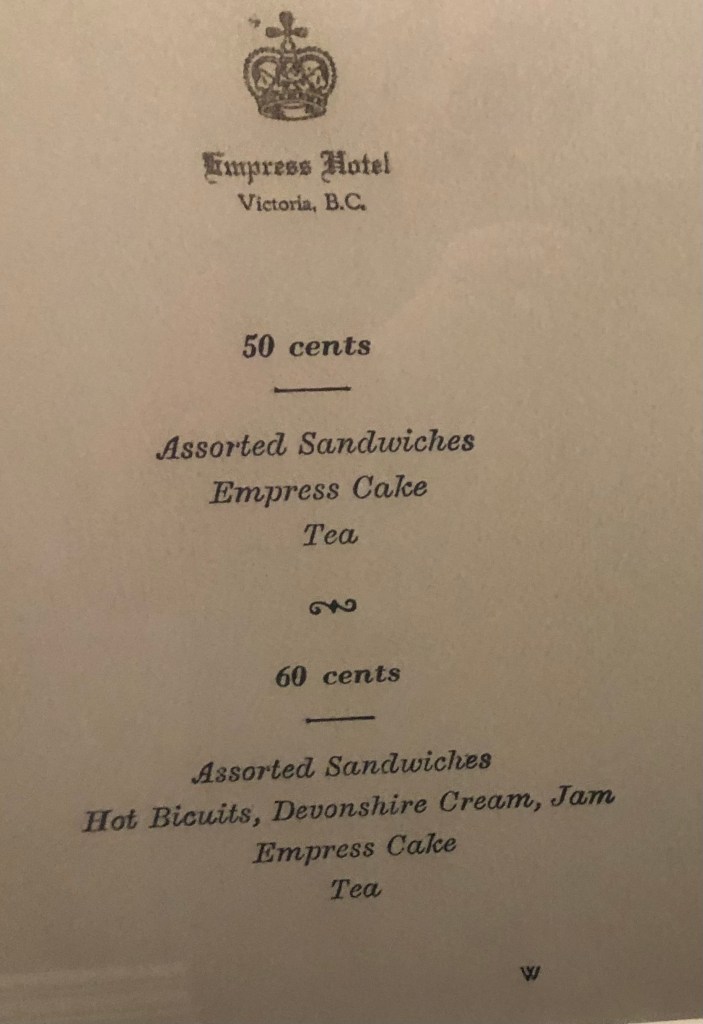 Empress Hotel
Victoria, B.C.
50 cents
Assorted Sandwiches
Empress Cake
Tea
60 cents
Assorted Sandwiches
Hot Bicuits, Devonshire Cream, Jam
Empress Cake
Tea
W